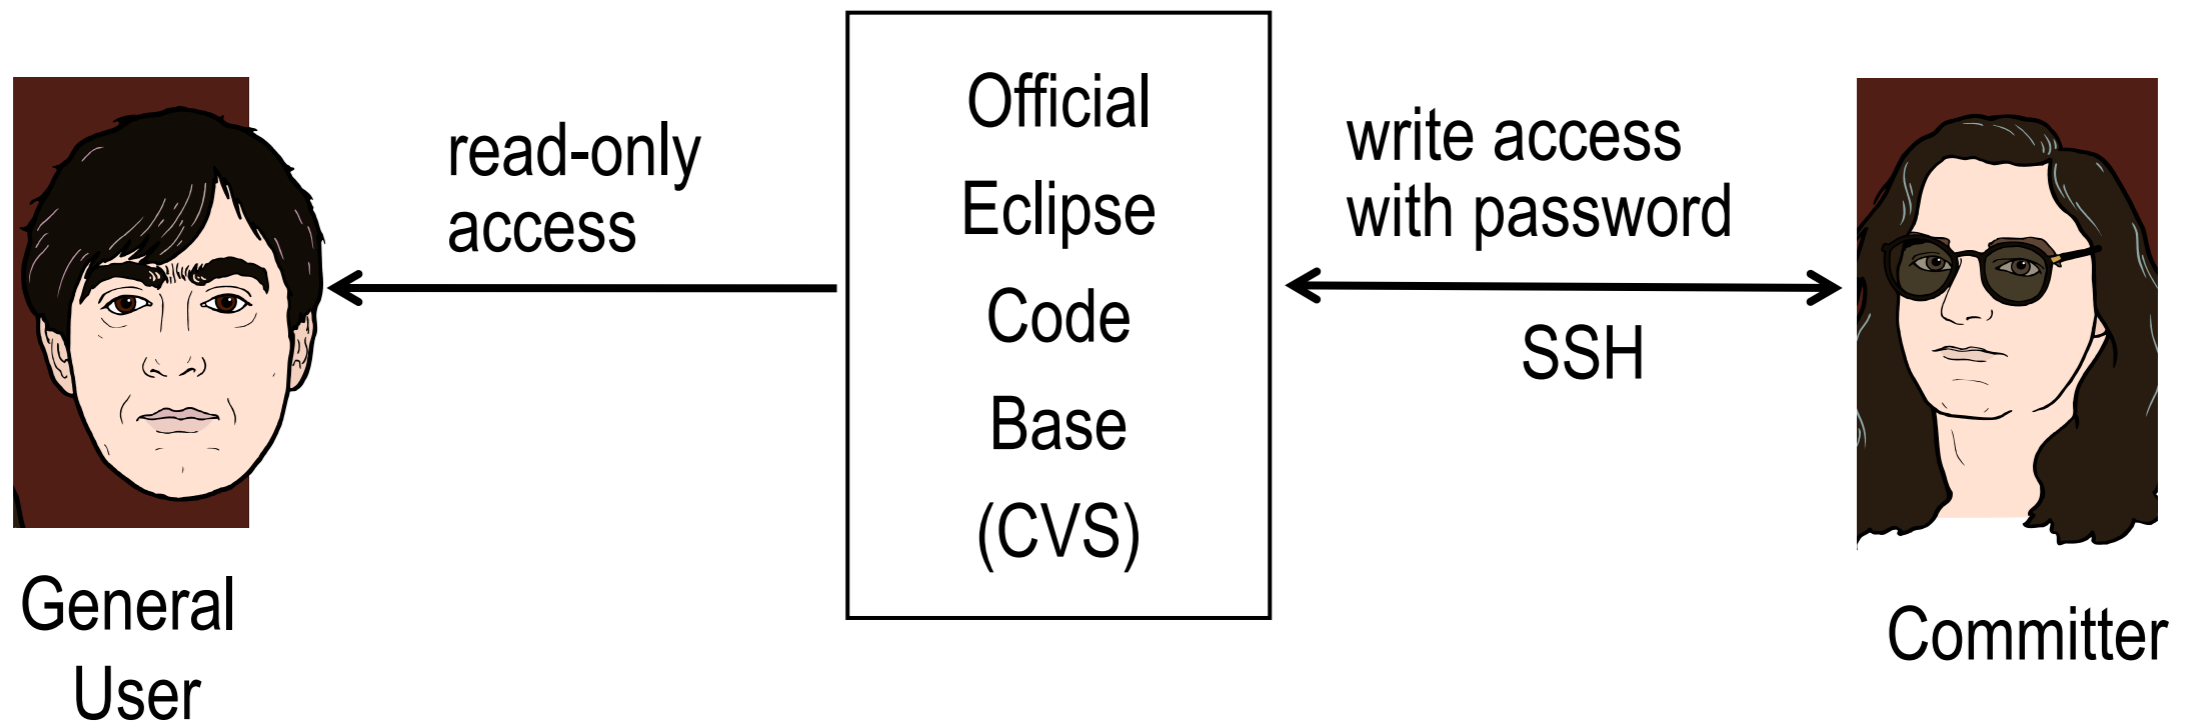 read-only
access
Official
Eclipse
Code
Base
(CVS)
write access
with password
SSH
General
User
Committer